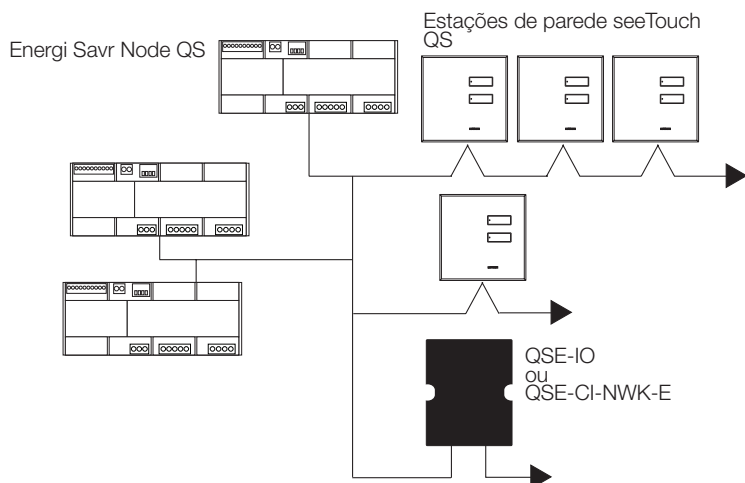 Energi Savr Node QS
Estações de parede seeTouch
QS
QSE-IO
ou
QSE-CI-NWK-E